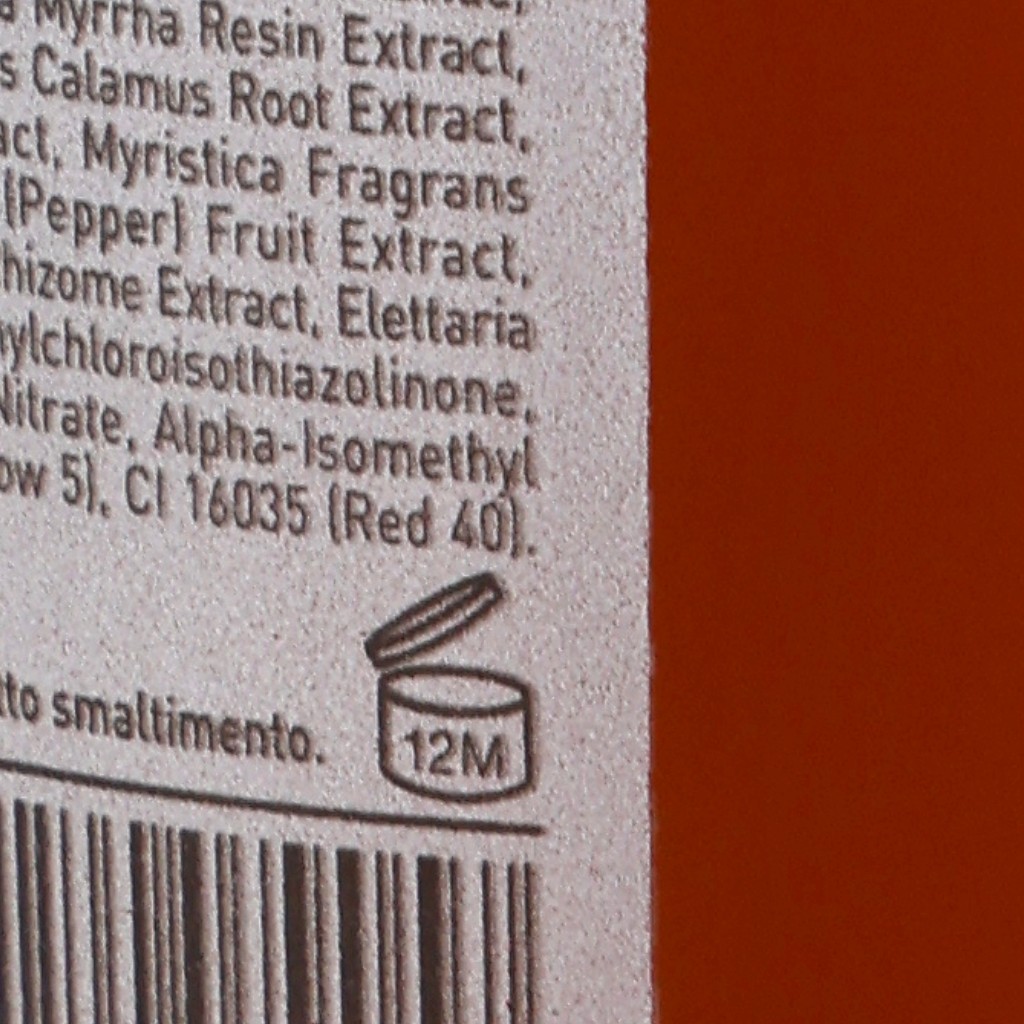 Myrrha Resin Extract,
s Calamus Root Extract,
act, Myristica Fragrans
(Pepper) Fruit Extract,
hizome Extract, Elettaria
ylchloroisothiazolinone,
Nitrate, Alpha-Isomethyl
ow 5), CI 16035 (Red 40).
tto smaltimento.
12M